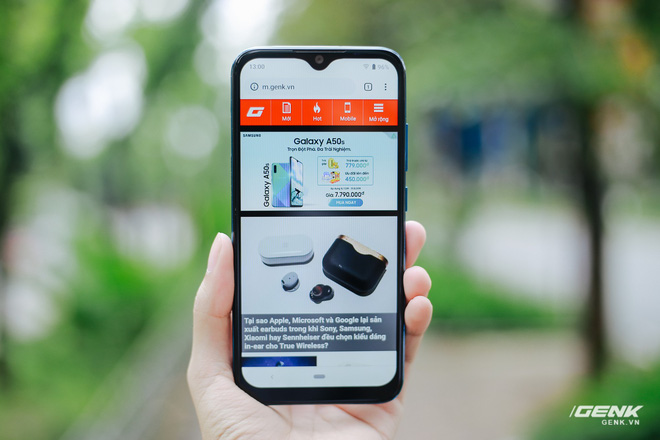 13:00
96%
m.genk.vn
1
G
Mới
Hot
Mobile
Mở rộng
SAMSUNG
Galaxy A50s
Trọn Đột Phá. Đa Trải Nghiệm.
Galaxy A50s
779.000đ
450.000đ
Giá: 7.790.000đ
MUA NGAY
Tại sao Apple, Microsoft và Google lại sản
xuất earbuds trong khi Sony, Samsung,
Xiaomi hay Sennheiser đều chọn kiểu dáng
in-ear cho True Wireless?
GENK
GENK.VN